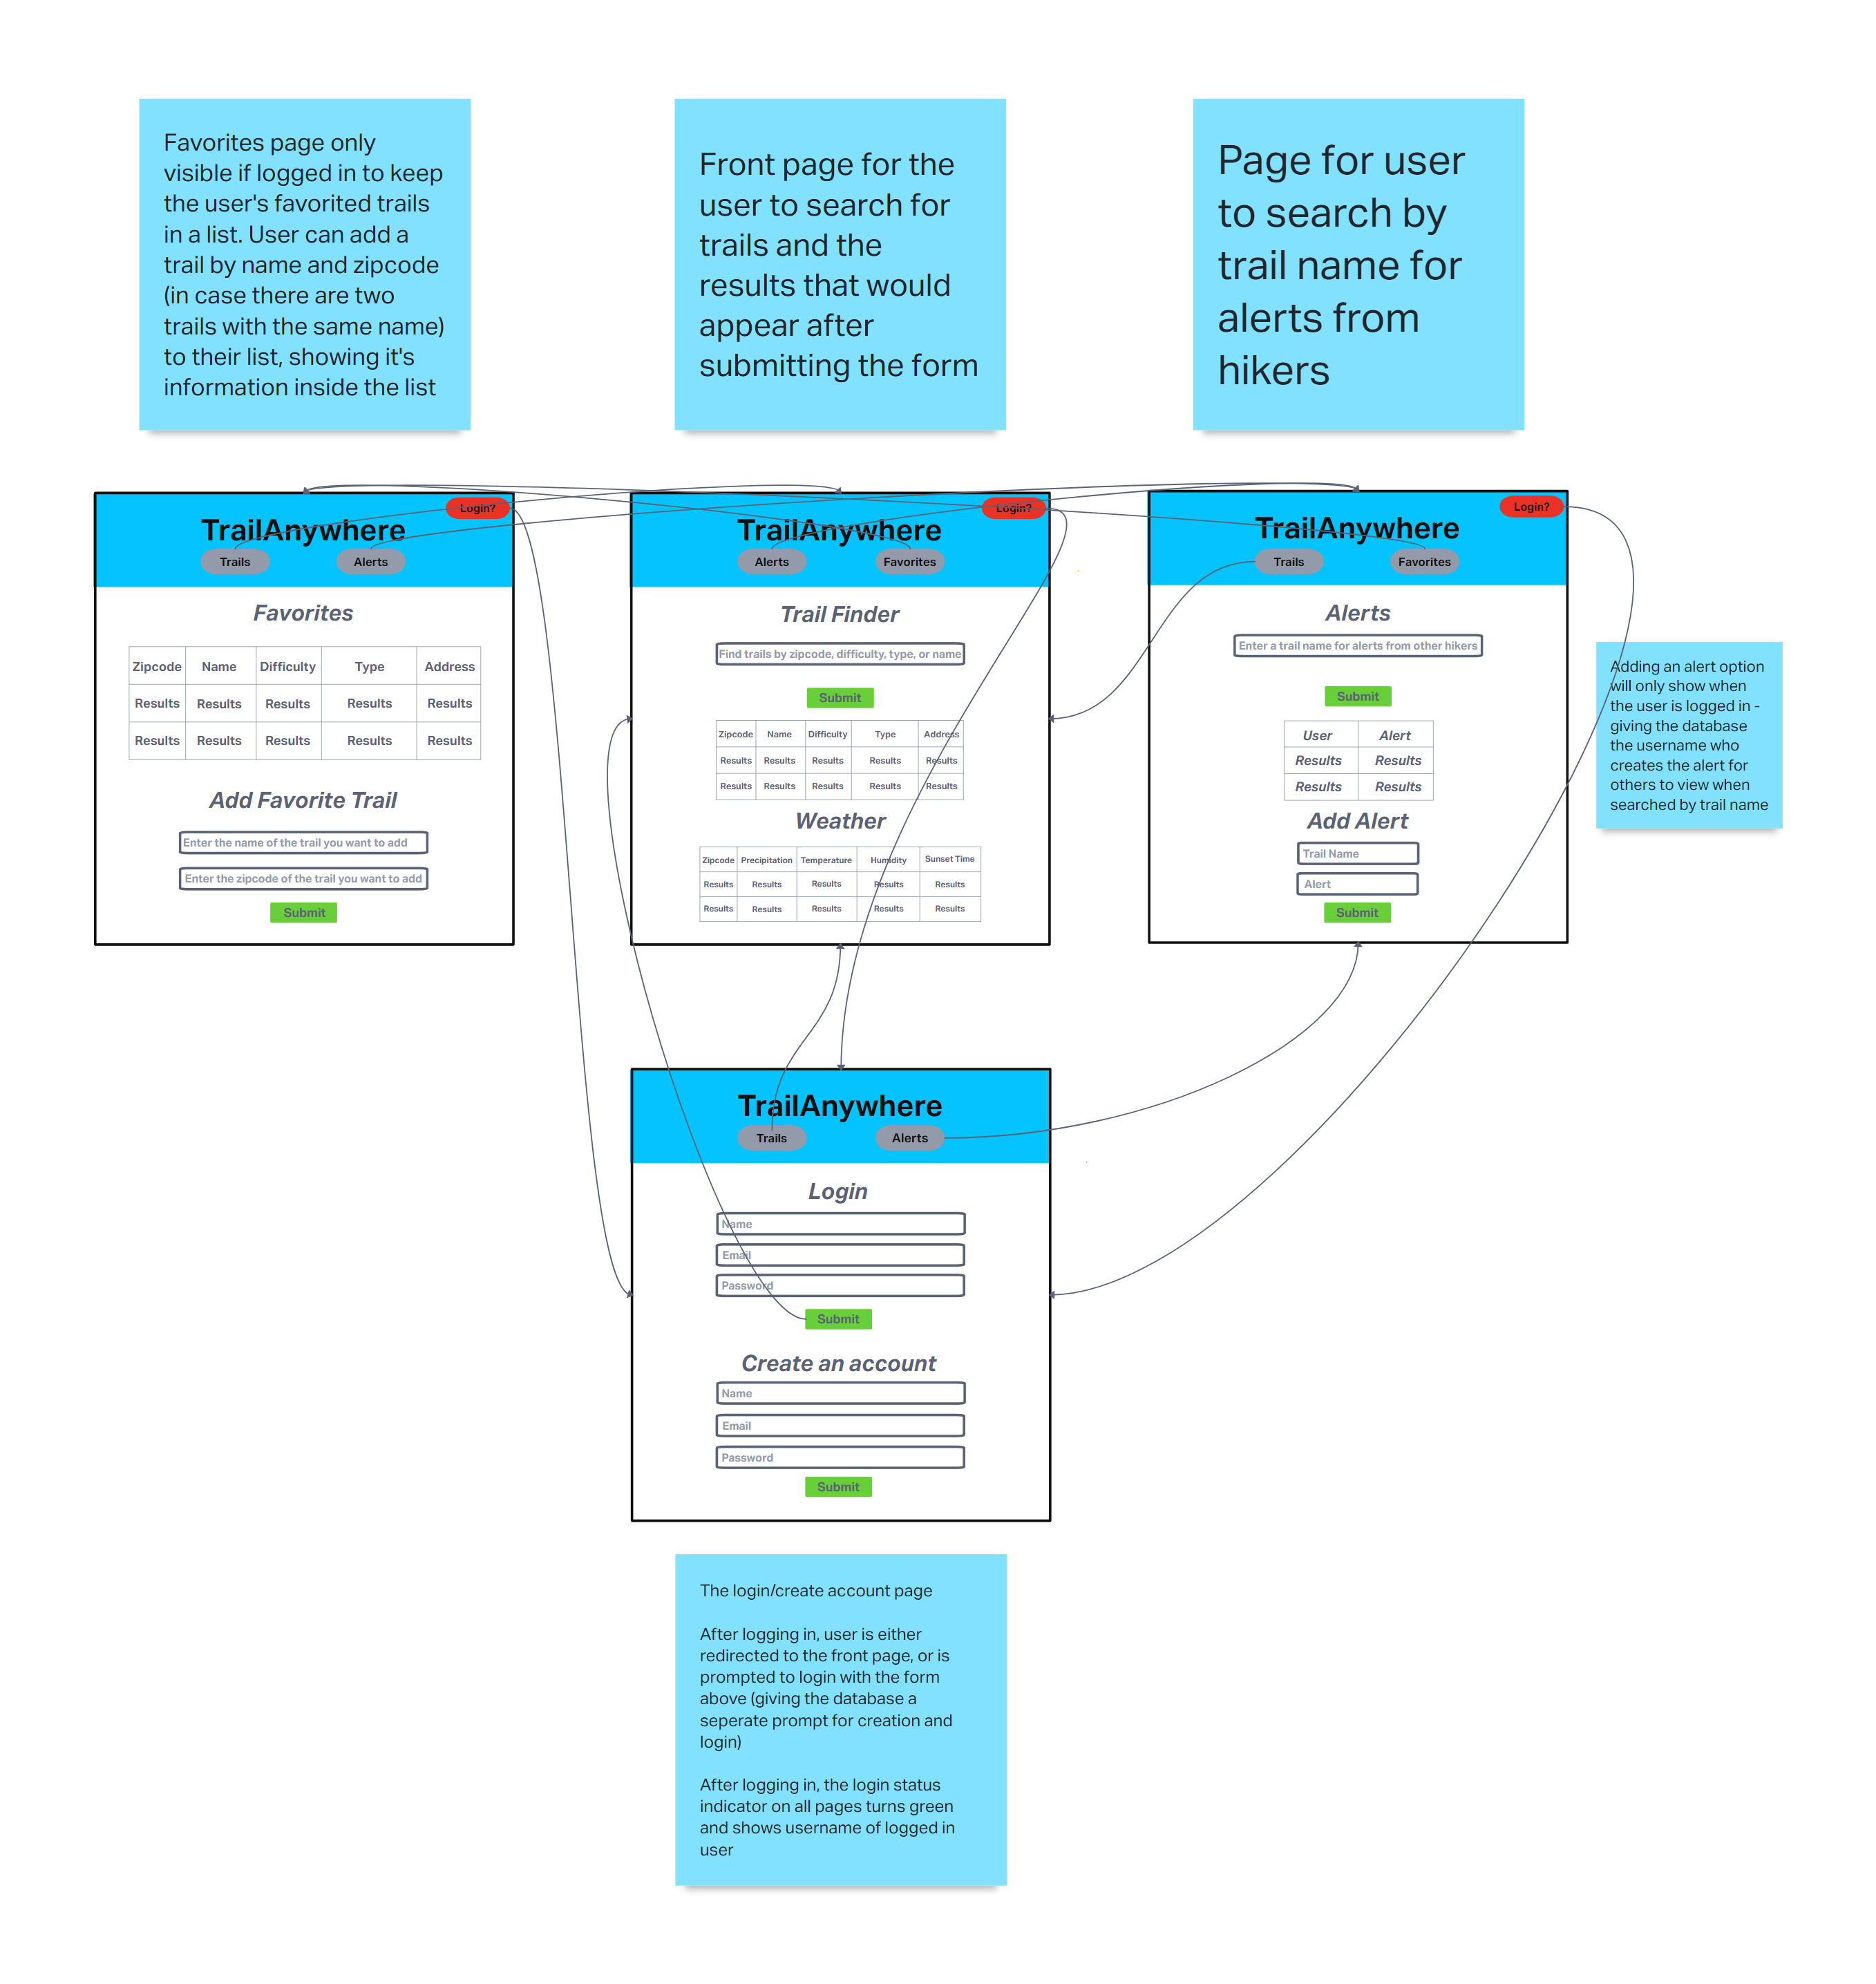 Favorites page only
visible if logged in to keep
the user's favorited trails
in a list. User can add a
trail by name and zipcode
(in case there are two
trails with the same name)
to their list, showing it's
information inside the list
Front page for the
user to search for
trails and the
results that would
appear after
submitting the form
Page for user
to search by
trail name for
alerts from
hikers
Login?
TrailAnywhere
Trails Alerts
Favorites
Zipcode Name Difficulty Type Address
Results Results Results Results Results
Results Results Results Results Results
Add Favorite Trail
Enter the name of the trail you want to add
Enter the zipcode of the trail you want to add
Submit
Login?
TrailAnywhere
Alerts Favorites
Trail Finder
Find trails by zipcode, difficulty, type, or name
Submit
Zipcode Name Difficulty Type Address
Results Results Results Results Results
Results Results Results Results Results
Weather
Zipcode Precipitation Temperature Humidity Sunset Time
Results Results Results Results Results
Results Results Results Results Results
Login?
TrailAnywhere
Trails Favorites
Alerts
Enter a trail name for alerts from other hikers
Submit
User Alert
Results Results
Results Results
Add Alert
Trail Name
Alert
Submit
Adding an alert option
will only show when
the user is logged in -
giving the database
the username who
creates the alert for
others to view when
searched by trail name
TrailAnywhere
Trails Alerts
Login
Name
Email
Password
Submit
Create an account
Name
Email
Password
Submit
The login/create account page
After logging in, user is either
redirected to the front page, or is
prompted to login with the form
above (giving the database a
seperate prompt for creation and
login)
After logging in, the login status
indicator on all pages turns green
and shows username of logged in
user